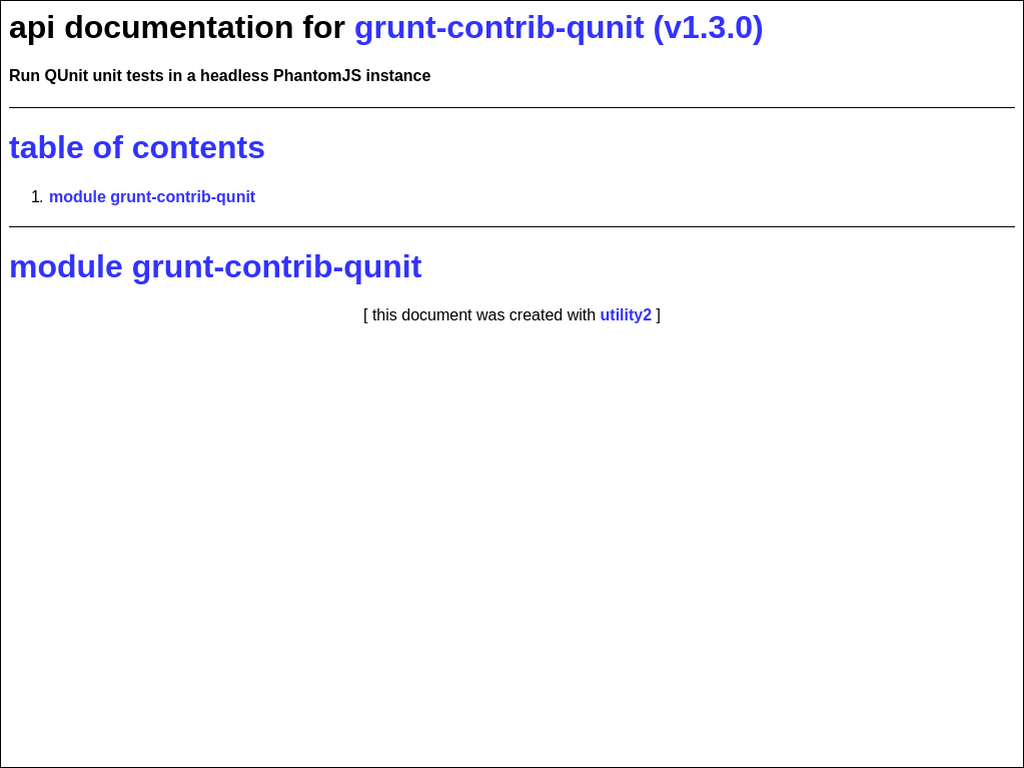 api documentation for grunt-contrib-qunit (v1.3.0)
Run QUnit unit tests in a headless PhantomJS instance
table of contents
1. module grunt-contrib-qunit
module grunt-contrib-qunit
[ this document was created with utility2 ]